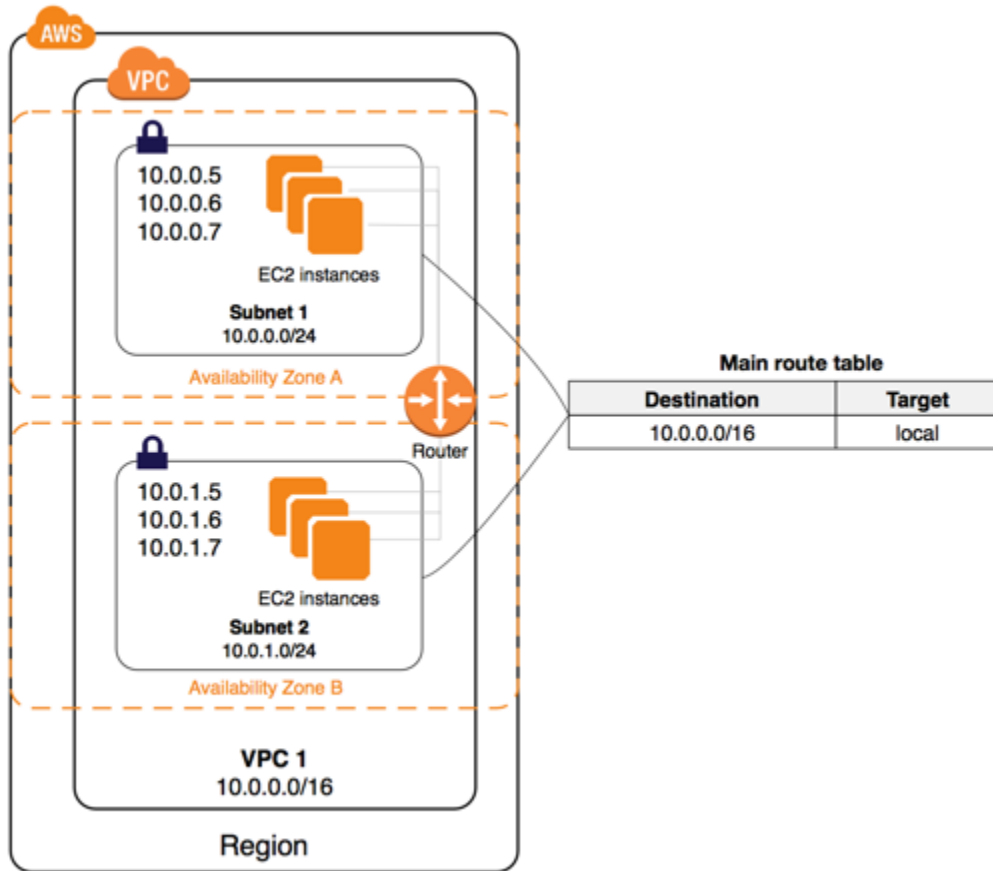 AWS
VPC
10.0.0.5
10.0.0.6
10.0.0.7
EC2 instances
Subnet 1
10.0.0.0/24
Availability Zone A
Router
10.0.1.5
10.0.1.6
10.0.1.7
EC2 instances
Subnet 2
10.0.1.0/24
Availability Zone B
VPC 1
10.0.0.0/16
Region
Main route table
Destination Target
10.0.0.0/16 local